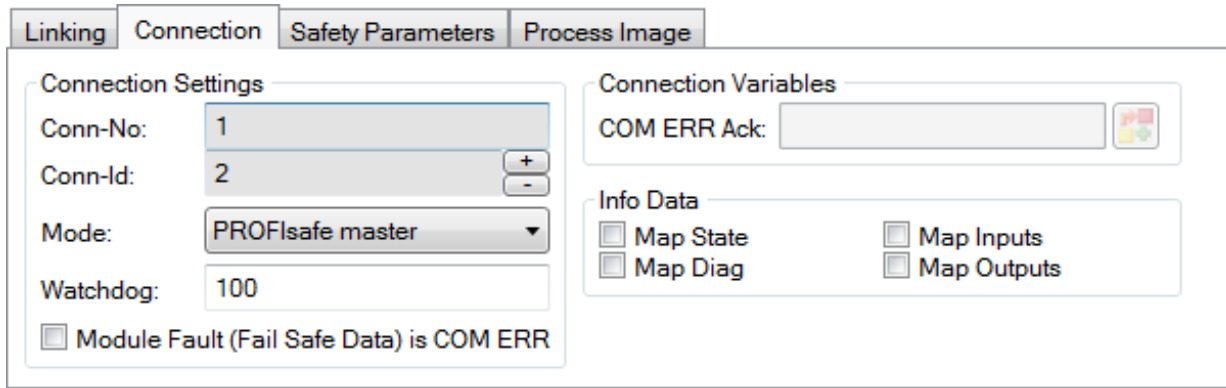 Linking Connection Safety Parameters Process Image
Connection Settings
Conn-No: 1
Conn-Id: 2
+
-
Mode: PROFIsafe master
Watchdog: 100
Module Fault (Fail Safe Data) is COM ERR
Connection Variables
COM ERR Ack:
Info Data
Map State Map Inputs
Map Diag Map Outputs